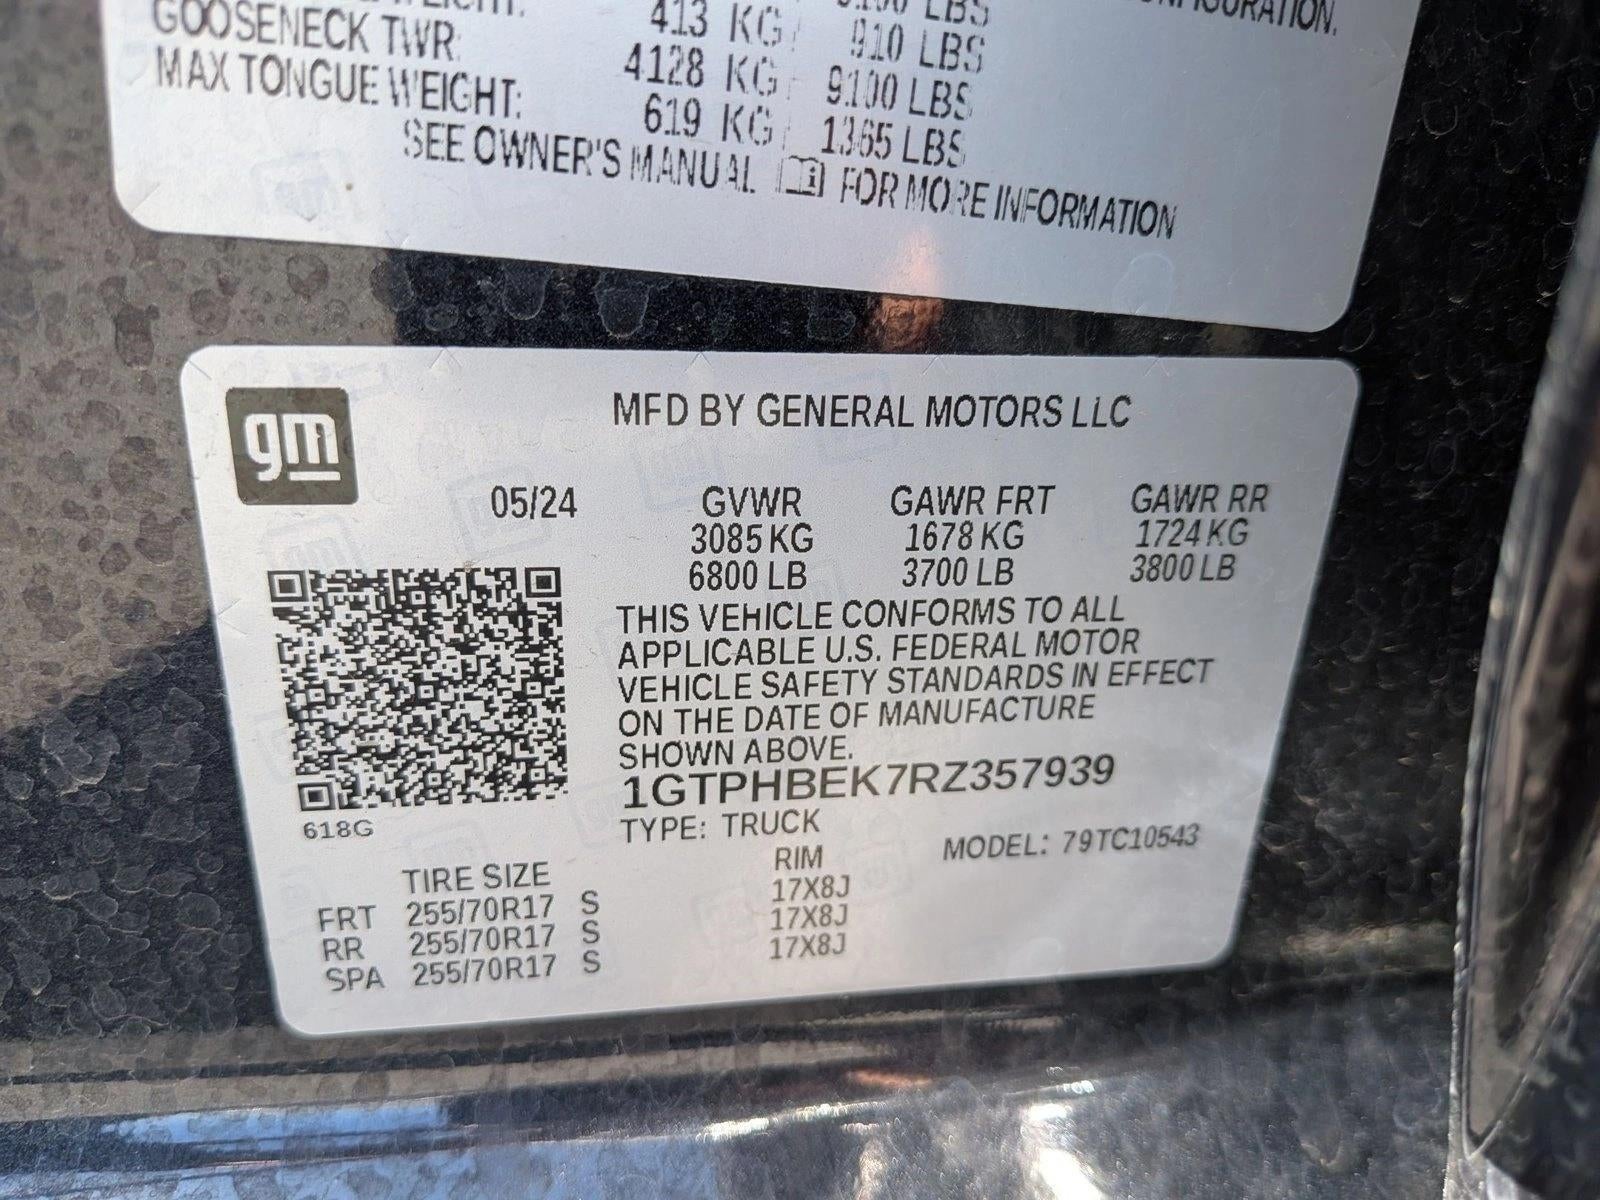 413 KG / 910 LBS
GOOSENECK TWR: 4128 KG / 9100 LBS
MAX TONGUE WEIGHT: 619 KG / 1365 LBS
SEE OWNER'S MANUAL FOR MORE INFORMATION
gm
MFD BY GENERAL MOTORS LLC
05/24 GVWR GAWR FRT GAWR RR
3085 KG 1678 KG 1724 KG
6800 LB 3700 LB 3800 LB
THIS VEHICLE CONFORMS TO ALL
APPLICABLE U.S. FEDERAL MOTOR
VEHICLE SAFETY STANDARDS IN EFFECT
ON THE DATE OF MANUFACTURE
SHOWN ABOVE.
1GTPHBEK7RZ357939
618G
TYPE: TRUCK MODEL: 79TC10543
TIRE SIZE RIM
FRT 255/70R17 S 17X8J
RR 255/70R17 S 17X8J
SPA 255/70R17 S 17X8J